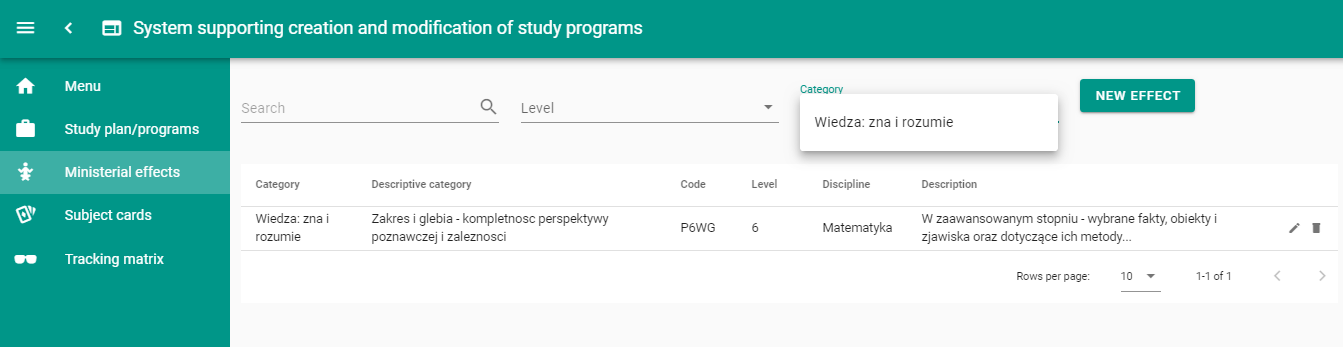 System supporting creation and modification of study programs
Menu
Study plan/programs
Ministerial effects
Subject cards
Tracking matrix
Search
Level
Category
Wiedza: zna i rozumie
NEW EFFECT
Category Descriptive category Code Level Discipline Description
Wiedza: zna i rozumie Zakres i glebia - kompletnosc perspektywy poznawczej i zaleznosci P6WG 6 Matematyka W zaawansowanym stopniu - wybrane fakty, obiekty i zjawiska oraz dotyczące ich metody...
Rows per page: 10 1-1 of 1